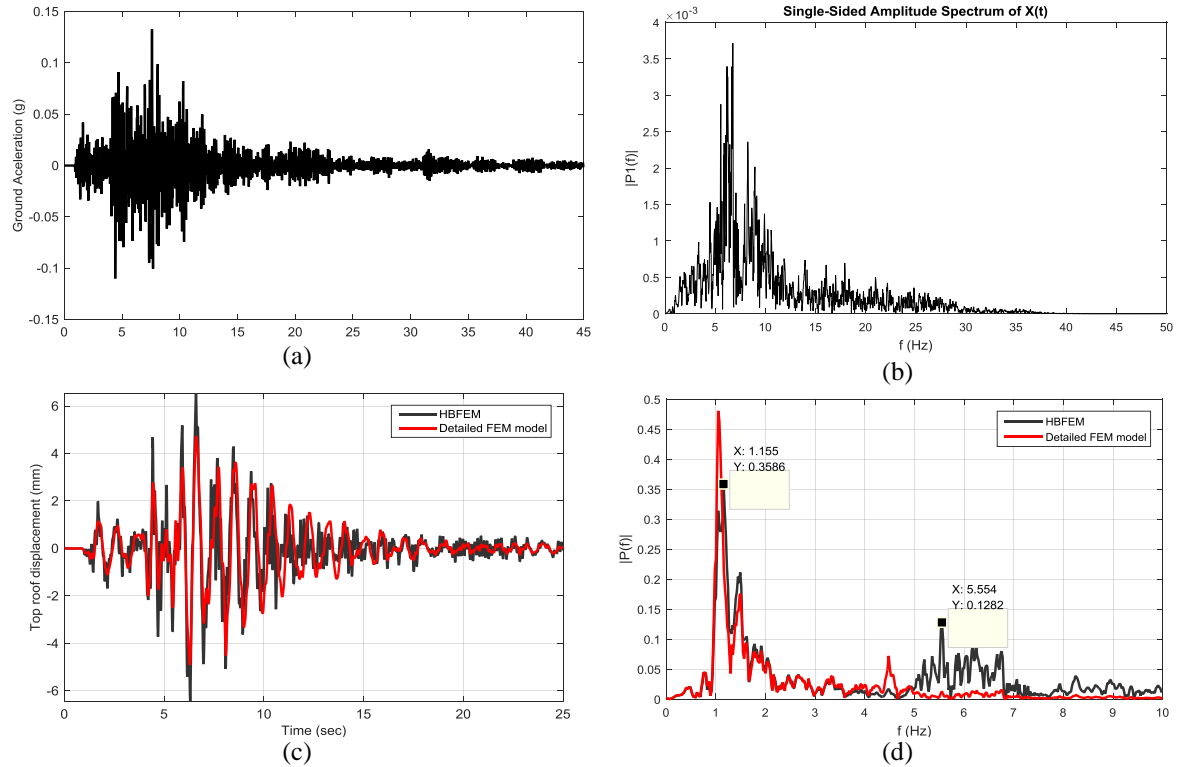 0.15
0.1
0.05
0
-0.05
-0.1
-0.15
Ground Aceleration (g)
0 5 10 15 20 25 30 35 40 45
(a)
Single-Sided Amplitude Spectrum of X(t)
×10⁻³
4
3.5
3
2.5
2
1.5
1
0.5
0
|P1(f)|
0 5 10 15 20 25 30 35 40 45 50
f (Hz)
(b)
6
4
2
0
-2
-4
-6
Top roof displacement (mm)
HBFEM
Detailed FEM model
0 5 10 15 20 25
Time (sec)
(c)
0.5
0.45
0.4
0.35
0.3
0.25
0.2
0.15
0.1
0.05
0
|P(f)|
HBFEM
Detailed FEM model
X: 1.155
Y: 0.3586
X: 5.554
Y: 0.1282
0 1 2 3 4 5 6 7 8 9 10
f (Hz)
(d)